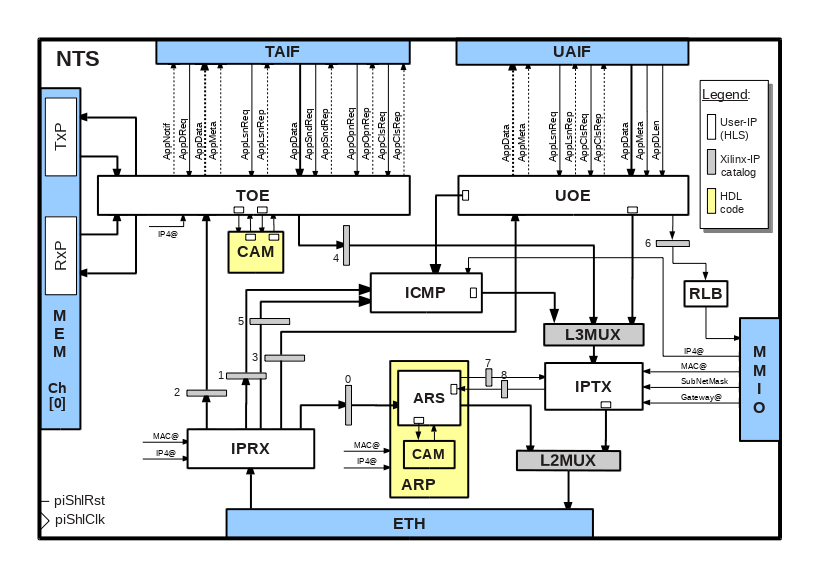 NTS
TAIF
UAIF
AppNotif
AppDReq
AppData
AppMeta
AppLsnReq
AppLsnRep
AppData
AppSndReq
AppSndRep
AppOpnReq
AppOpnRep
AppClsReq
AppClsRep
AppData
AppMeta
AppLsnReq
AppLsnRep
AppClsReq
AppClsRep
AppData
AppMeta
AppDLen
Legend:
User-IP
(HLS)
Xilinx-IP
catalog
HDL
code
TxP
RxP
M
E
M
Ch
[0]
TOE
UOE
IP4@
CAM
4
6
ICMP
RLB
5
3
1
2
L3MUX
IP4@
MAC@
SubNetMask
Gateway@
M
M
I
O
0
7
8
ARS
IPTX
CAM
ARP
MAC@
IP4@
IPRX
MAC@
IP4@
L2MUX
piShlRst
piShlClk
ETH